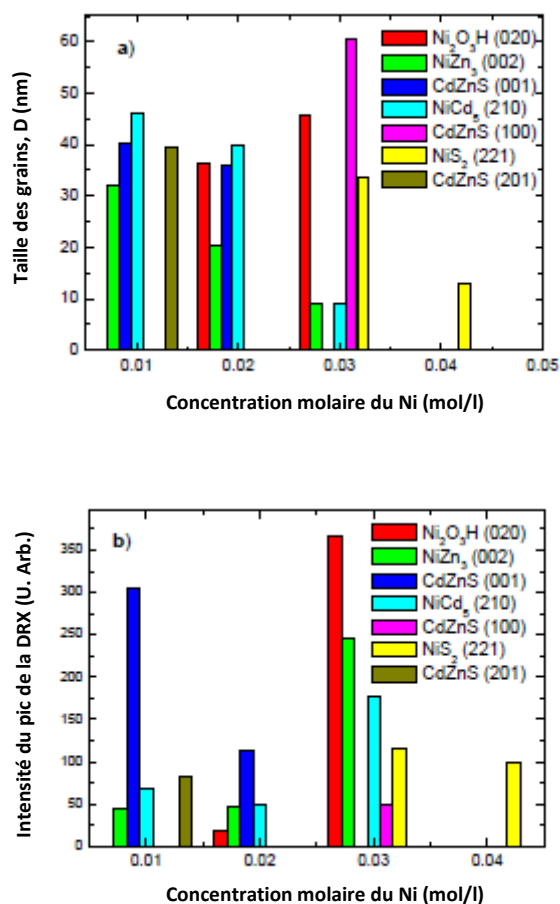 a)
Ni₂O₃H (020)
NiZn₃ (002)
CdZnS (001)
NiCd₅ (210)
CdZnS (100)
NiS₂ (221)
CdZnS (201)
Taille des grains, D (nm)
60
50
40
30
20
10
0
0.01 0.02 0.03 0.04 0.05
Concentration molaire du Ni (mol/l)
b)
Ni₂O₃H (020)
NiZn₃ (002)
CdZnS (001)
NiCd₅ (210)
CdZnS (100)
NiS₂ (221)
CdZnS (201)
Intensité du pic de la DRX (U. Arb.)
350
300
250
200
150
100
50
0
0.01 0.02 0.03 0.04
Concentration molaire du Ni (mol/l)